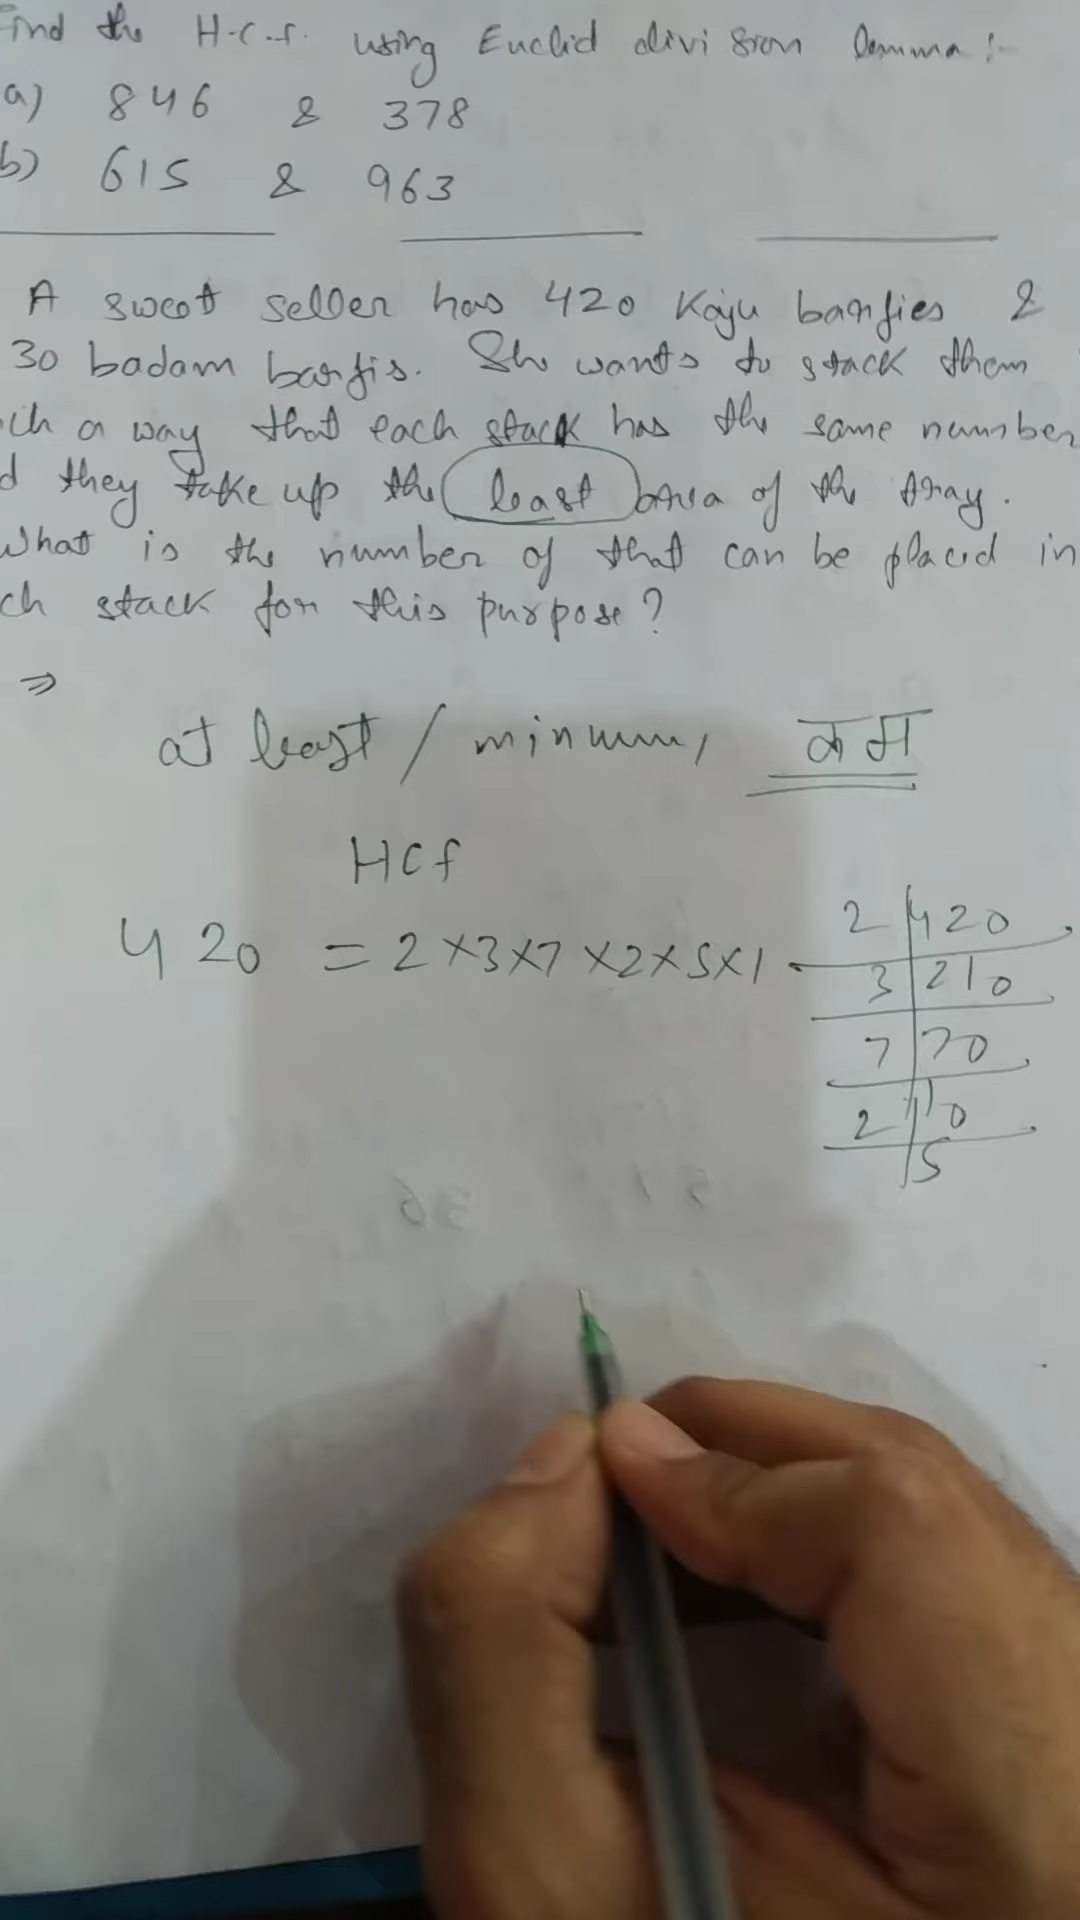 Find the H.C.F. using Euclid division lemma :-
a) 846 & 378
b) 615 & 963
A sweet seller has 420 Kaju barfies &
30 badam barfis. She wants to stack them
ch a way that each stack has the same number
d they take up the least area of the tray.
What is the number of that can be placed in
ch stack for this purpose?
⇒
at least / minimum, कम
HCF
420 = 2×3×7×2×5×1
2 | 420
3 | 210
7 | 70
2 | 10
5